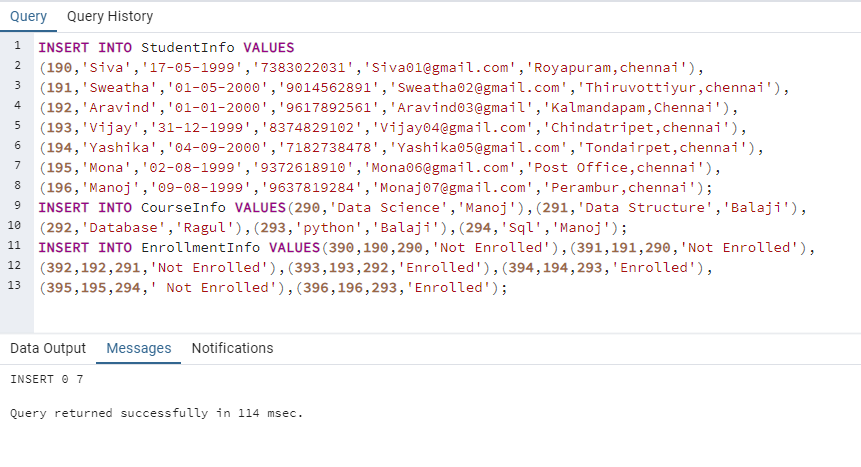 Query Query History
1 INSERT INTO StudentInfo VALUES
2 (190,'Siva','17-05-1999','7383022031','Siva01@gmail.com','Royapuram,chennai'),
3 (191,'Sweatha','01-05-2000','9014562891','Sweatha02@gmail.com','Thiruvottiyur,chennai'),
4 (192,'Aravind','01-01-2000','9617892561','Aravind03@gmail','Kalmandapam,Chennai'),
5 (193,'Vijay','31-12-1999','8374829102','Vijay04@gmail.com','Chindatripet,chennai'),
6 (194,'Yashika','04-09-2000','7182738478','Yashika05@gmail.com','Tondairpet,chennai'),
7 (195,'Mona','02-08-1999','9372618910','Mona06@gmail.com','Post Office,chennai'),
8 (196,'Manoj','09-08-1999','9637819284','Monaj07@gmail.com','Perambur,chennai');
9 INSERT INTO CourseInfo VALUES(290,'Data Science','Manoj'),(291,'Data Structure','Balaji'),
10 (292,'Database','Ragul'),(293,'python','Balaji'),(294,'Sql','Manoj');
11 INSERT INTO EnrollmentInfo VALUES(390,190,290,'Not Enrolled'),(391,191,290,'Not Enrolled'),
12 (392,192,291,'Not Enrolled'),(393,193,292,'Enrolled'),(394,194,293,'Enrolled'),
13 (395,195,294,' Not Enrolled'),(396,196,293,'Enrolled');
Data Output Messages Notifications
INSERT 0 7
Query returned successfully in 114 msec.